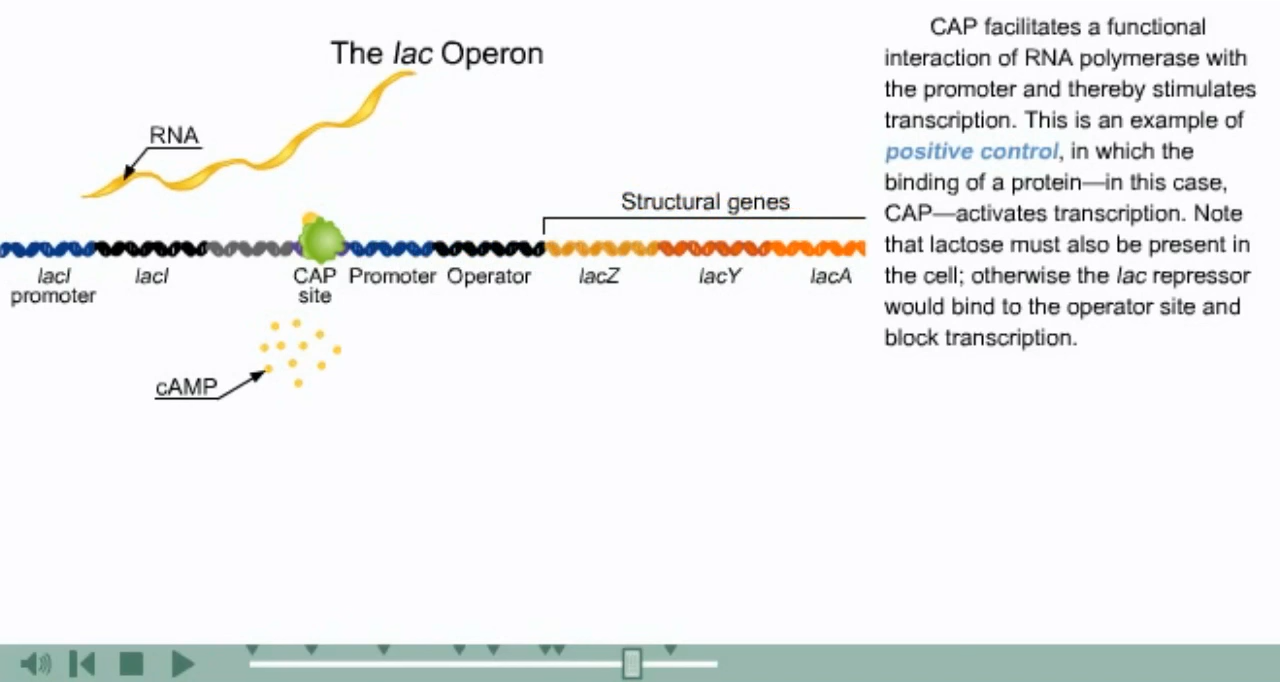 The lac Operon
RNA
Structural genes
lacI promoter
lacI
CAP site
Promoter
Operator
lacZ
lacY
lacA
cAMP
CAP facilitates a functional
interaction of RNA polymerase with
the promoter and thereby stimulates
transcription. This is an example of
positive control, in which the
binding of a protein—in this case,
CAP—activates transcription. Note
that lactose must also be present in
the cell; otherwise the lac repressor
would bind to the operator site and
block transcription.